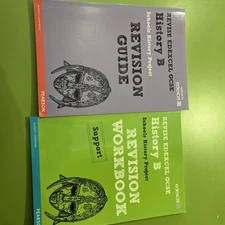 REVISE EDEXCEL GCSE
History B
Schools History Project
REVISION
GUIDE
PEARSON
REVISE EDEXCEL GCSE
History B
Schools History Project
Support
REVISION
WORKBOOK
PEARSON